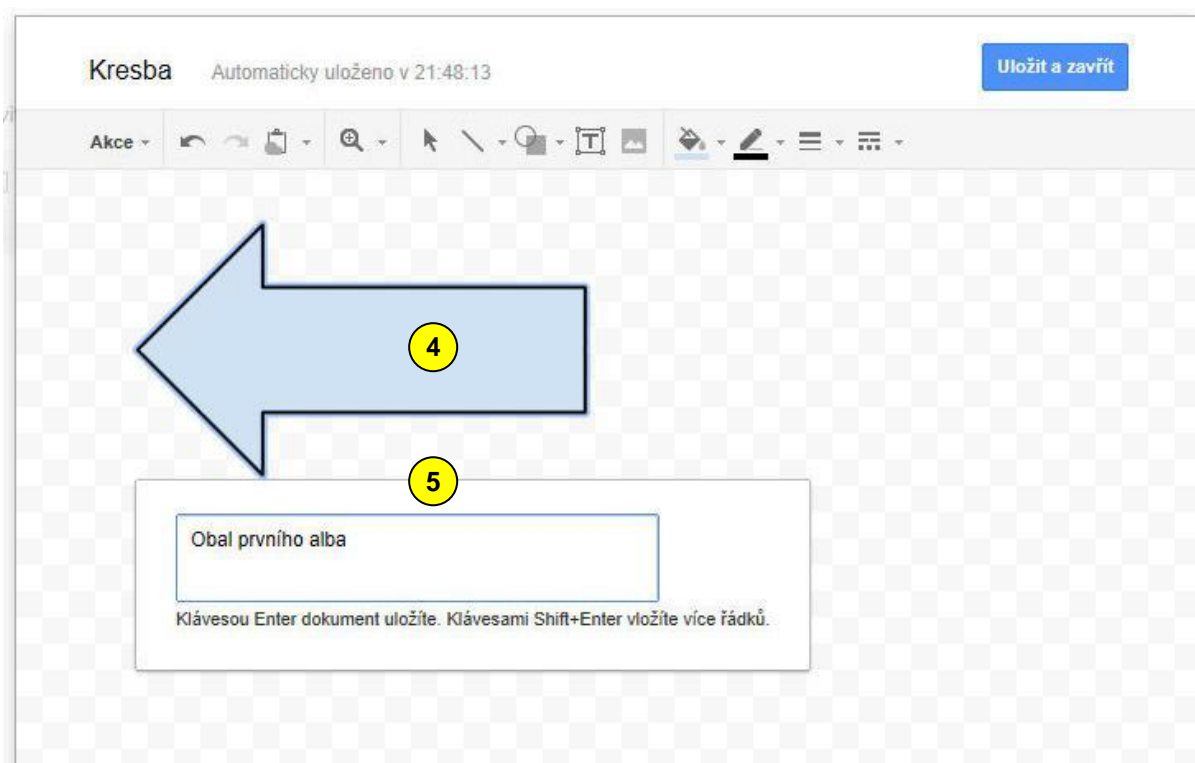 Kresba Automaticky uloženo v 21:48:13 Uložit a zavřít
Akce
4
5
Obal prvního alba
Klávesou Enter dokument uložíte. Klávesami Shift+Enter vložíte více řádků.